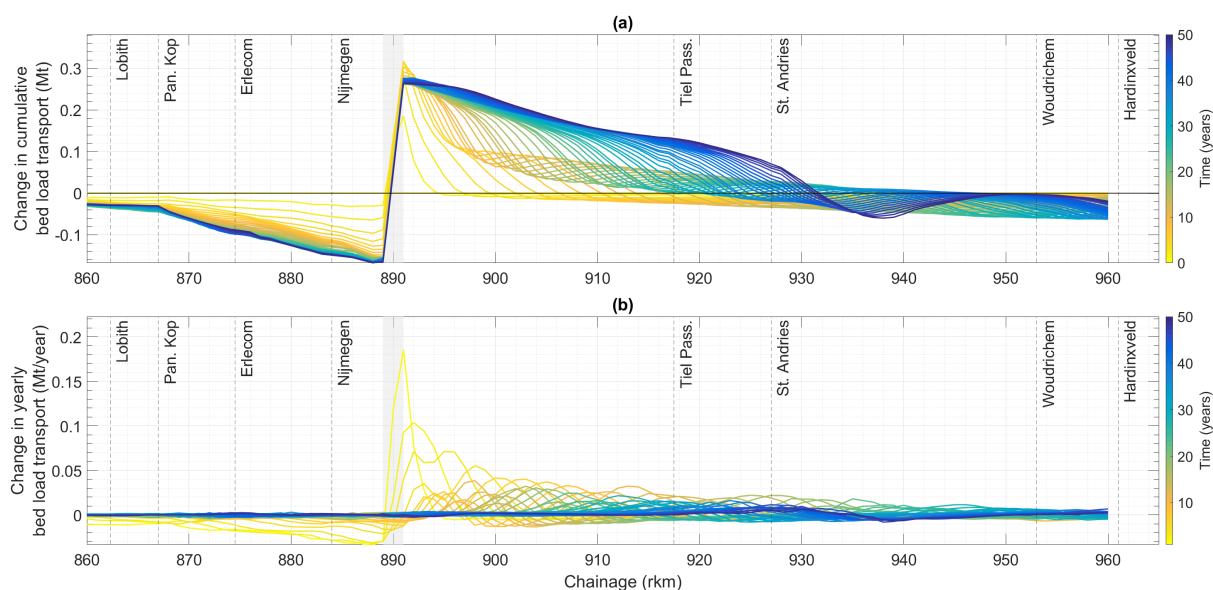 (a)
Change in cumulative
bed load transport (Mt)
0.3
0.2
0.1
0
-0.1
Lobith
Pan. Kop
Erlecom
Nijmegen
Tiel Pass.
St. Andries
Woudrichem
Hardinxveld
860 870 880 890 900 910 920 930 940 950 960
50
40
30
20
10
0
Time (years)
(b)
Change in yearly
bed load transport (Mt/year)
0.2
0.15
0.1
0.05
0
Lobith
Pan. Kop
Erlecom
Nijmegen
Tiel Pass.
St. Andries
Woudrichem
Hardinxveld
860 870 880 890 900 910 920 930 940 950 960
Chainage (rkm)
50
40
30
20
10
Time (years)